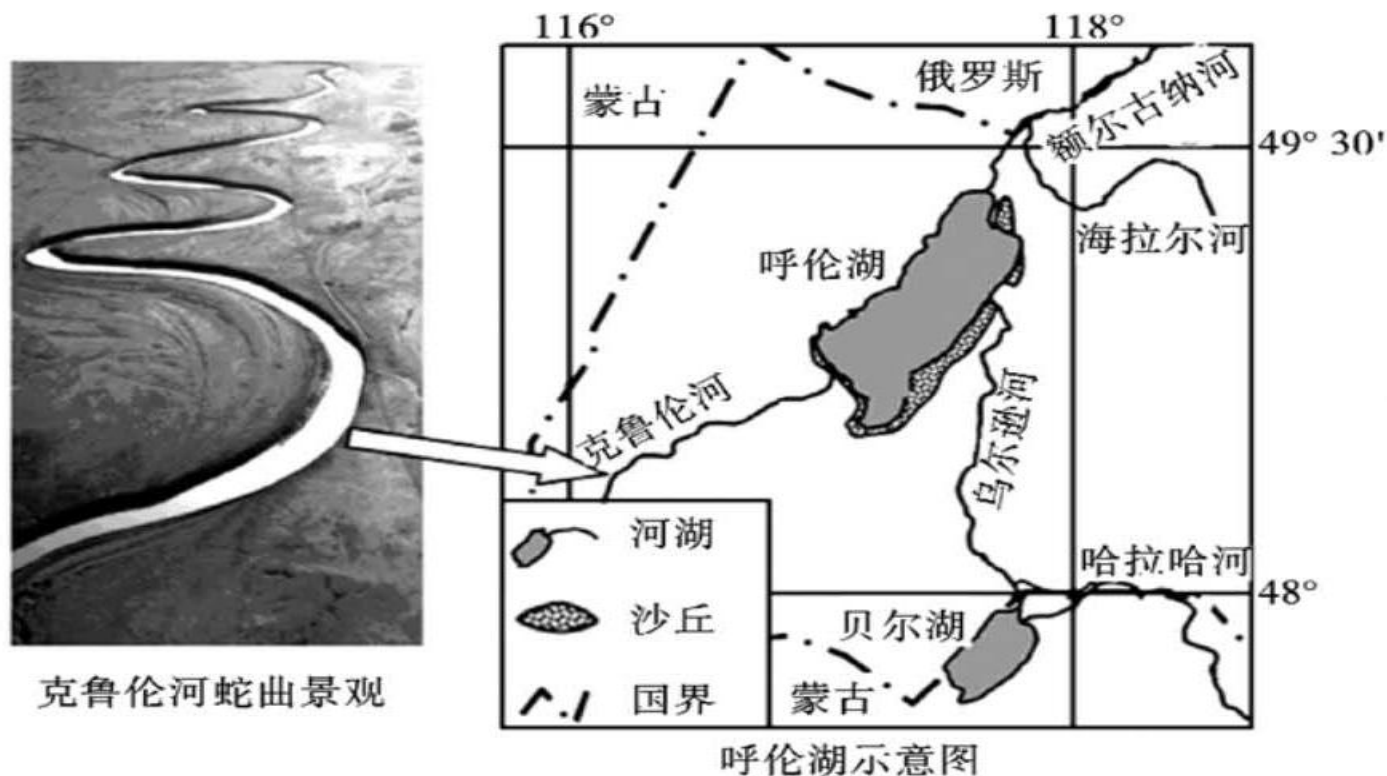 116°
118°
蒙古
俄罗斯
额尔古纳河
49° 30'
海拉尔河
呼伦湖
克鲁伦河
乌尔逊河
河湖
哈拉哈河
48°
沙丘
贝尔湖
国界
蒙古
克鲁伦河蛇曲景观
呼伦湖示意图